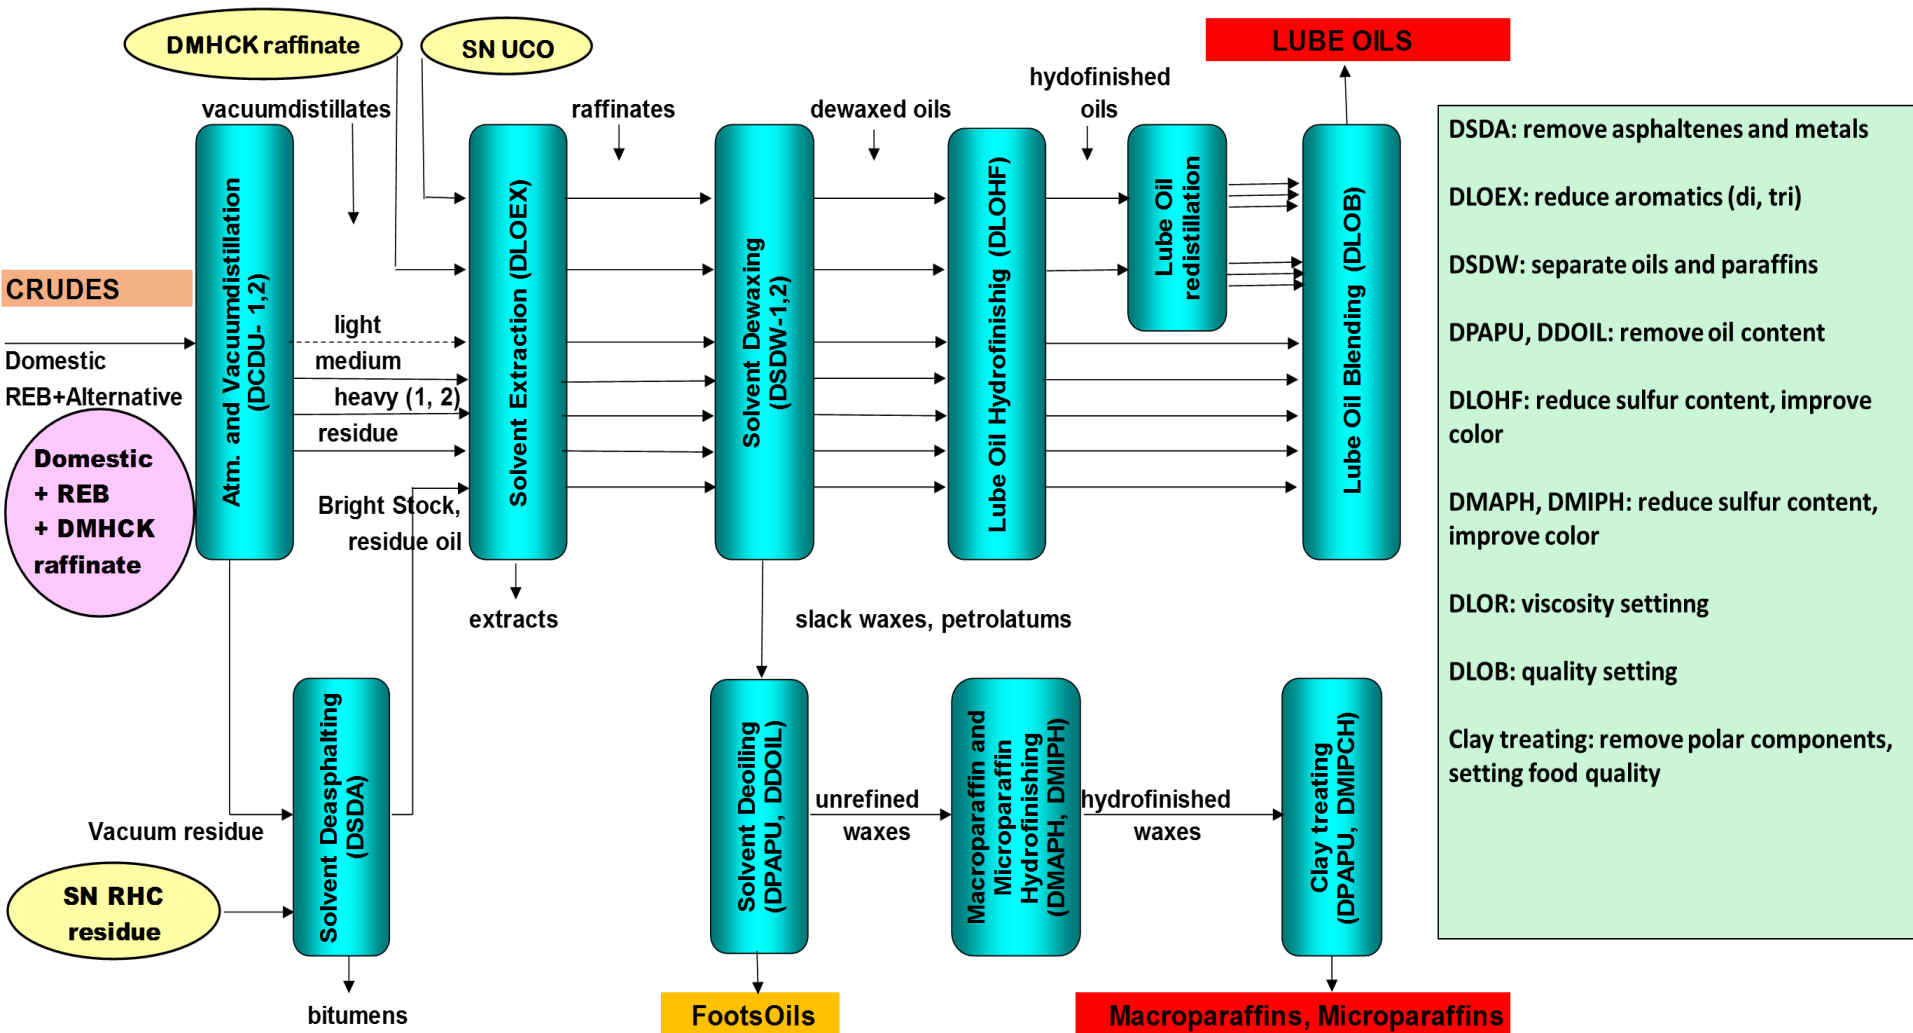 DMHCK raffinate
SN UCO
LUBE OILS
vacuumdistillates
raffinates
dewaxed oils
hydofinished
oils
CRUDES
Domestic
REB+Alternative
Domestic
+ REB
+ DMHCK
raffinate
Atm. and Vacuumdistillation
(DCDU- 1,2)
light
medium
heavy (1, 2)
residue
Bright Stock,
residue oil
Solvent Extraction (DLOEX)
Solvent Dewaxing
(DSDW-1,2)
Lube Oil Hydrofinishig (DLOHF)
Lube Oil
redistillation
Lube Oil Blending (DLOB)
extracts
slack waxes, petrolatums
Vacuum residue
SN RHC
residue
Solvent Deasphalting
(DSDA)
bitumens
Solvent Deoiling
(DPAPU, DDOIL)
unrefined
waxes
Macroparaffin and
Microparaffin
Hydrofinishing
(DMAPH, DMIPH)
hydrofinished
waxes
Clay treating
(DPAPU, DMIPCH)
FootsOils
Macroparaffins, Microparaffins
DSDA: remove asphaltenes and metals
DLOEX: reduce aromatics (di, tri)
DSDW: separate oils and paraffins
DPAPU, DDOIL: remove oil content
DLOHF: reduce sulfur content, improve
color
DMAPH, DMIPH: reduce sulfur content,
improve color
DLOR: viscosity settinng
DLOB: quality setting
Clay treating: remove polar components,
setting food quality